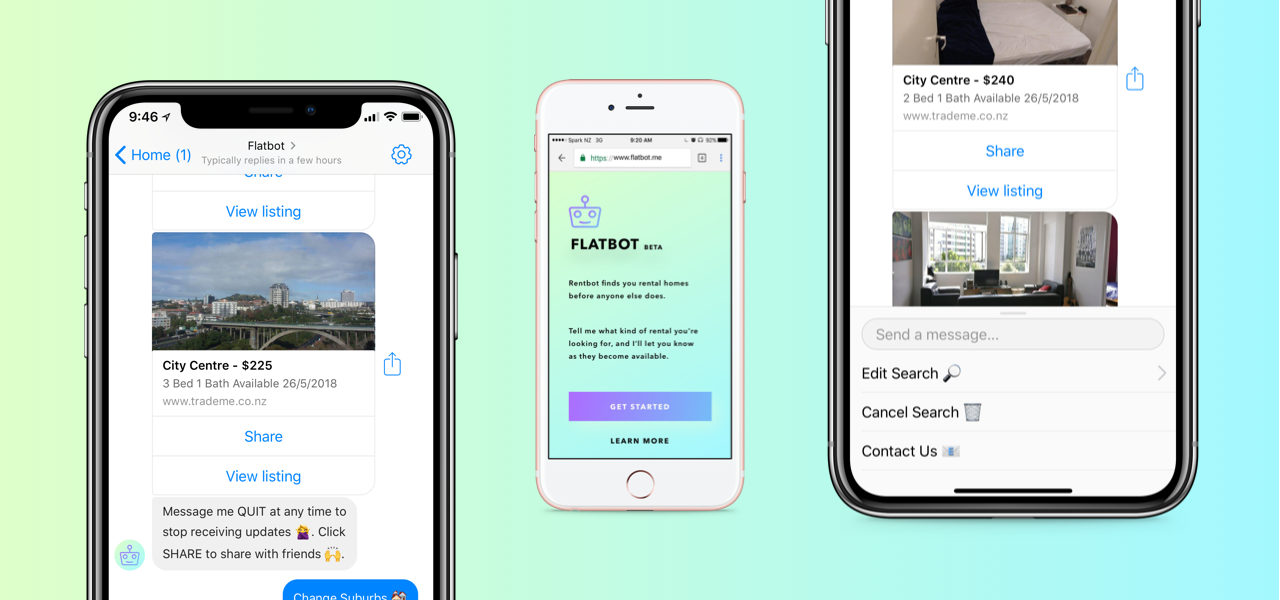 9:46
Home (1)
Flatbot
Typically replies in a few hours
Share
View listing
City Centre - $225
3 Bed 1 Bath Available 26/5/2018
www.trademe.co.nz
Share
View listing
Message me QUIT at any time to
stop receiving updates 🤷‍♀️. Click
SHARE to share with friends 🙌.
Change Suburbs 🏘️
Spark NZ 3G 9:20 AM 92%
https://www.flatbot.me
FLATBOT BETA
Rentbot finds you rental homes
before anyone else does.
Tell me what kind of rental you're
looking for, and I'll let you know
as they become available.
GET STARTED
LEARN MORE
City Centre - $240
2 Bed 1 Bath Available 26/5/2018
www.trademe.co.nz
Share
View listing
Send a message...
Edit Search 🔎
Cancel Search 🗑️
Contact Us 📧